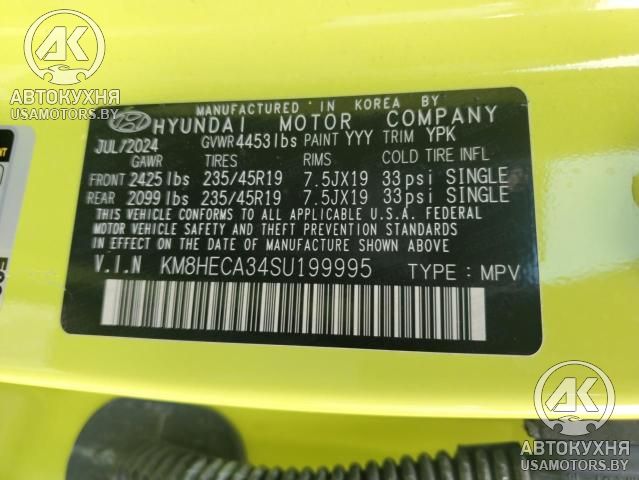 АВТОКУХНЯ
USAMOTORS.BY
MANUFACTURED IN KOREA BY
HYUNDAI MOTOR COMPANY
JUL/2024 GVWR 4453lbs PAINT YYY TRIM YPK
GAWR TIRES RIMS COLD TIRE INFL
FRONT 2425lbs 235/45R19 7.5JX19 33psi SINGLE
REAR 2099lbs 235/45R19 7.5JX19 33psi SINGLE
THIS VEHICLE CONFORMS TO ALL APPLICABLE U.S.A. FEDERAL
MOTOR VEHICLE SAFETY AND THEFT PREVENTION STANDARDS
IN EFFECT ON THE DATE OF MANUFACTURE SHOWN ABOVE.
V.I.N KM8HECA34SU199995 TYPE : MPV
АВТОКУХНЯ
USAMOTORS.BY